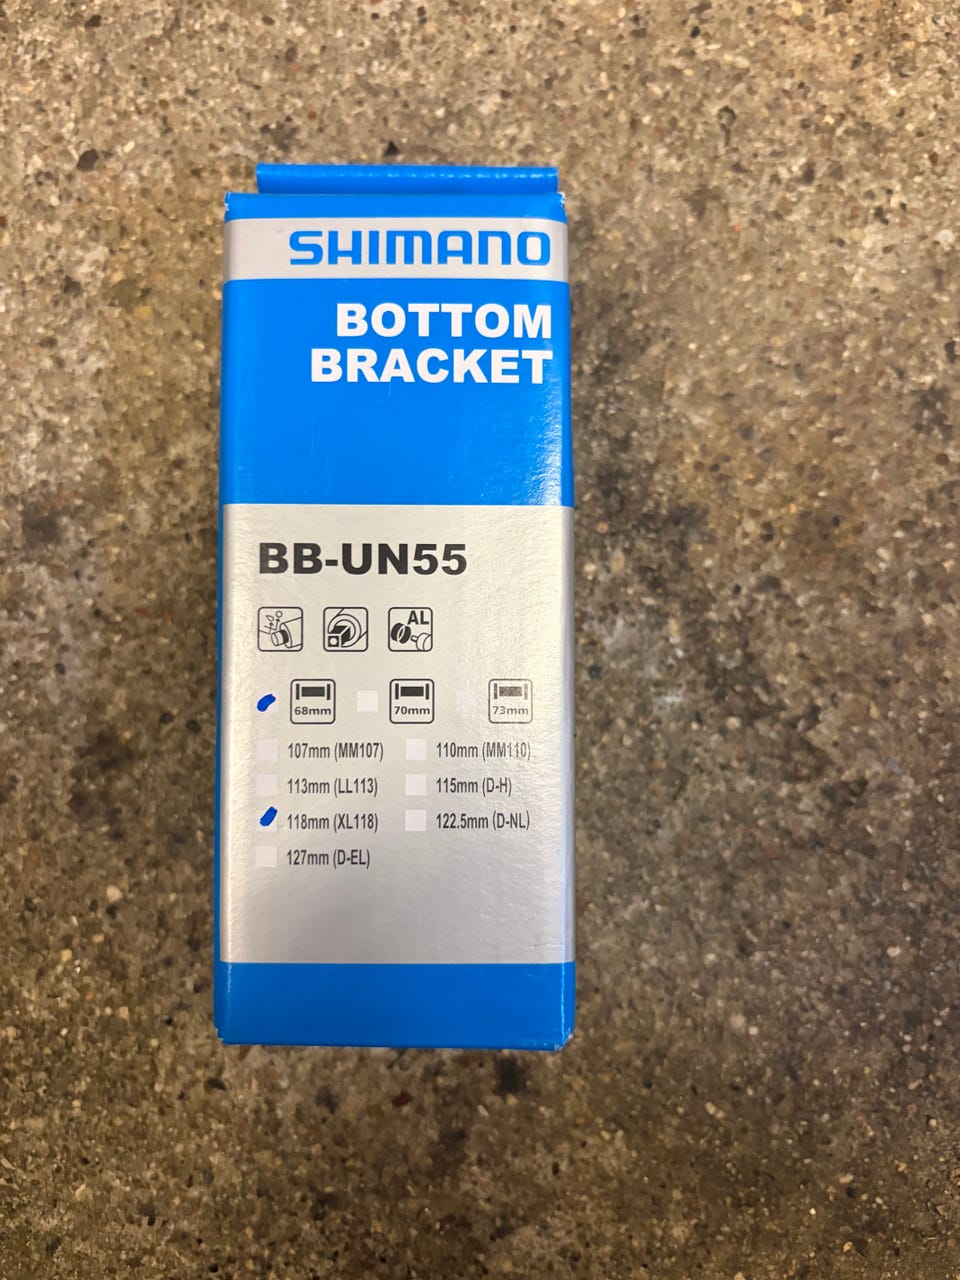 SHIMANO
BOTTOM
BRACKET
BB-UN55
AL
68mm 70mm 73mm
107mm (MM107) 110mm (MM110)
113mm (LL113) 115mm (D-H)
118mm (XL118) 122.5mm (D-NL)
127mm (D-EL)